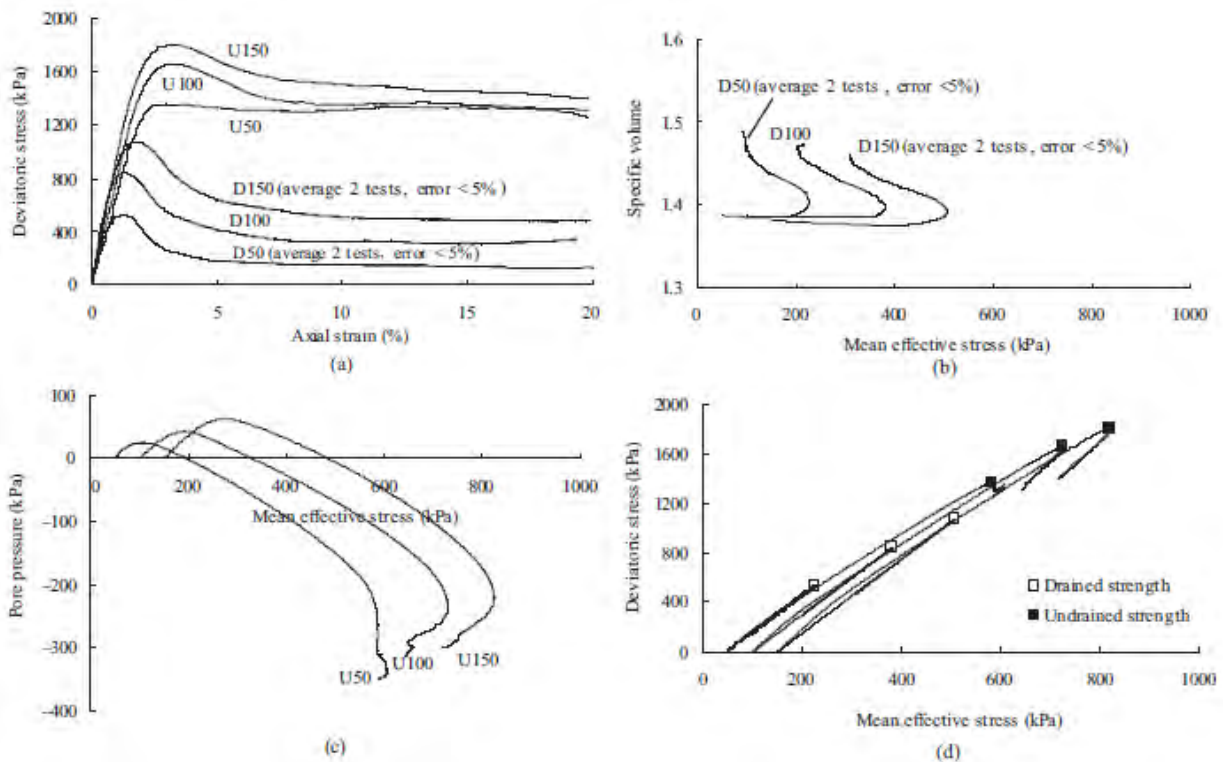 2000
1600
1200
800
400
0
Deviatoric stress (kPa)
U150
U100
U50
D150 (average 2 tests, error <5%)
D100
D50 (average 2 tests, error <5%)
0 5 10 15 20
Axial strain (%)
(a)
1.6
1.5
1.4
1.3
Specific volume
D50 (average 2 tests, error <5%)
D100
D150 (average 2 tests, error <5%)
0 200 400 600 800 1000
Mean effective stress (kPa)
(b)
100
0
−100
−200
−300
−400
Pore pressure (kPa)
0 200 400 600 800 1000
Mean effective stress (kPa)
U50
U100
U150
(c)
2000
1600
1200
800
400
0
Deviatoric stress (kPa)
Drained strength
Undrained strength
0 200 400 600 800 1000
Mean effective stress (kPa)
(d)